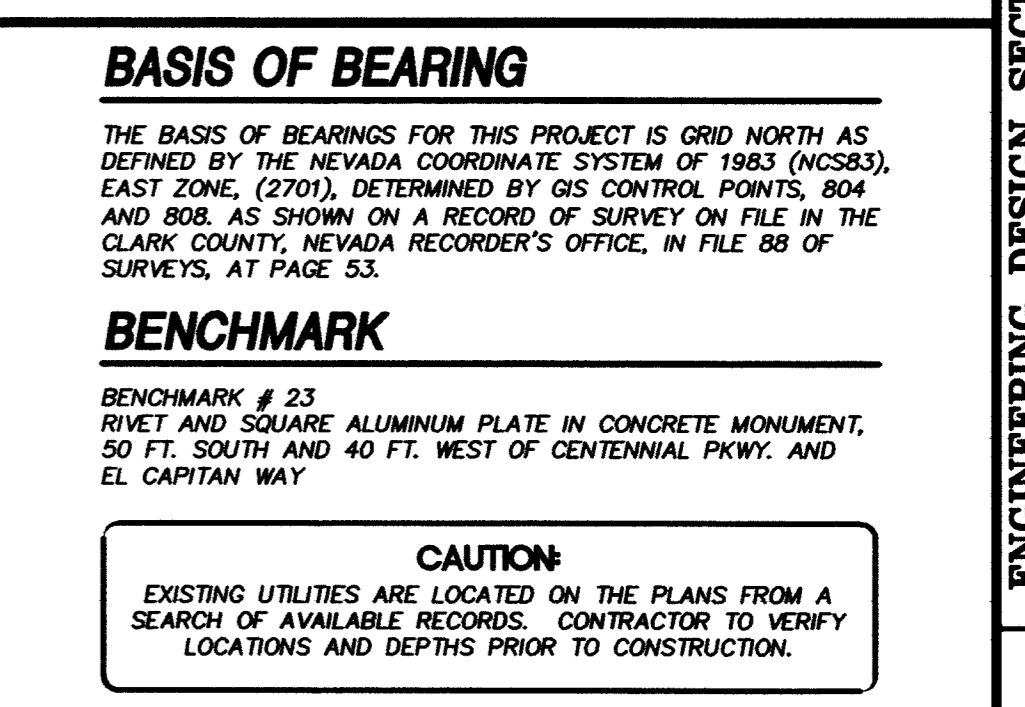 BASIS OF BEARING
THE BASIS OF BEARINGS FOR THIS PROJECT IS GRID NORTH AS
DEFINED BY THE NEVADA COORDINATE SYSTEM OF 1983 (NCS83),
EAST ZONE, (2701), DETERMINED BY GIS CONTROL POINTS, 804
AND 808. AS SHOWN ON A RECORD OF SURVEY ON FILE IN THE
CLARK COUNTY, NEVADA RECORDER'S OFFICE, IN FILE 88 OF
SURVEYS, AT PAGE 53.
BENCHMARK
BENCHMARK # 23
RIVET AND SQUARE ALUMINUM PLATE IN CONCRETE MONUMENT,
50 FT. SOUTH AND 40 FT. WEST OF CENTENNIAL PKWY. AND
EL CAPITAN WAY
CAUTION:
EXISTING UTILITIES ARE LOCATED ON THE PLANS FROM A
SEARCH OF AVAILABLE RECORDS. CONTRACTOR TO VERIFY
LOCATIONS AND DEPTHS PRIOR TO CONSTRUCTION.
ENGINEERING DESIGN SECT